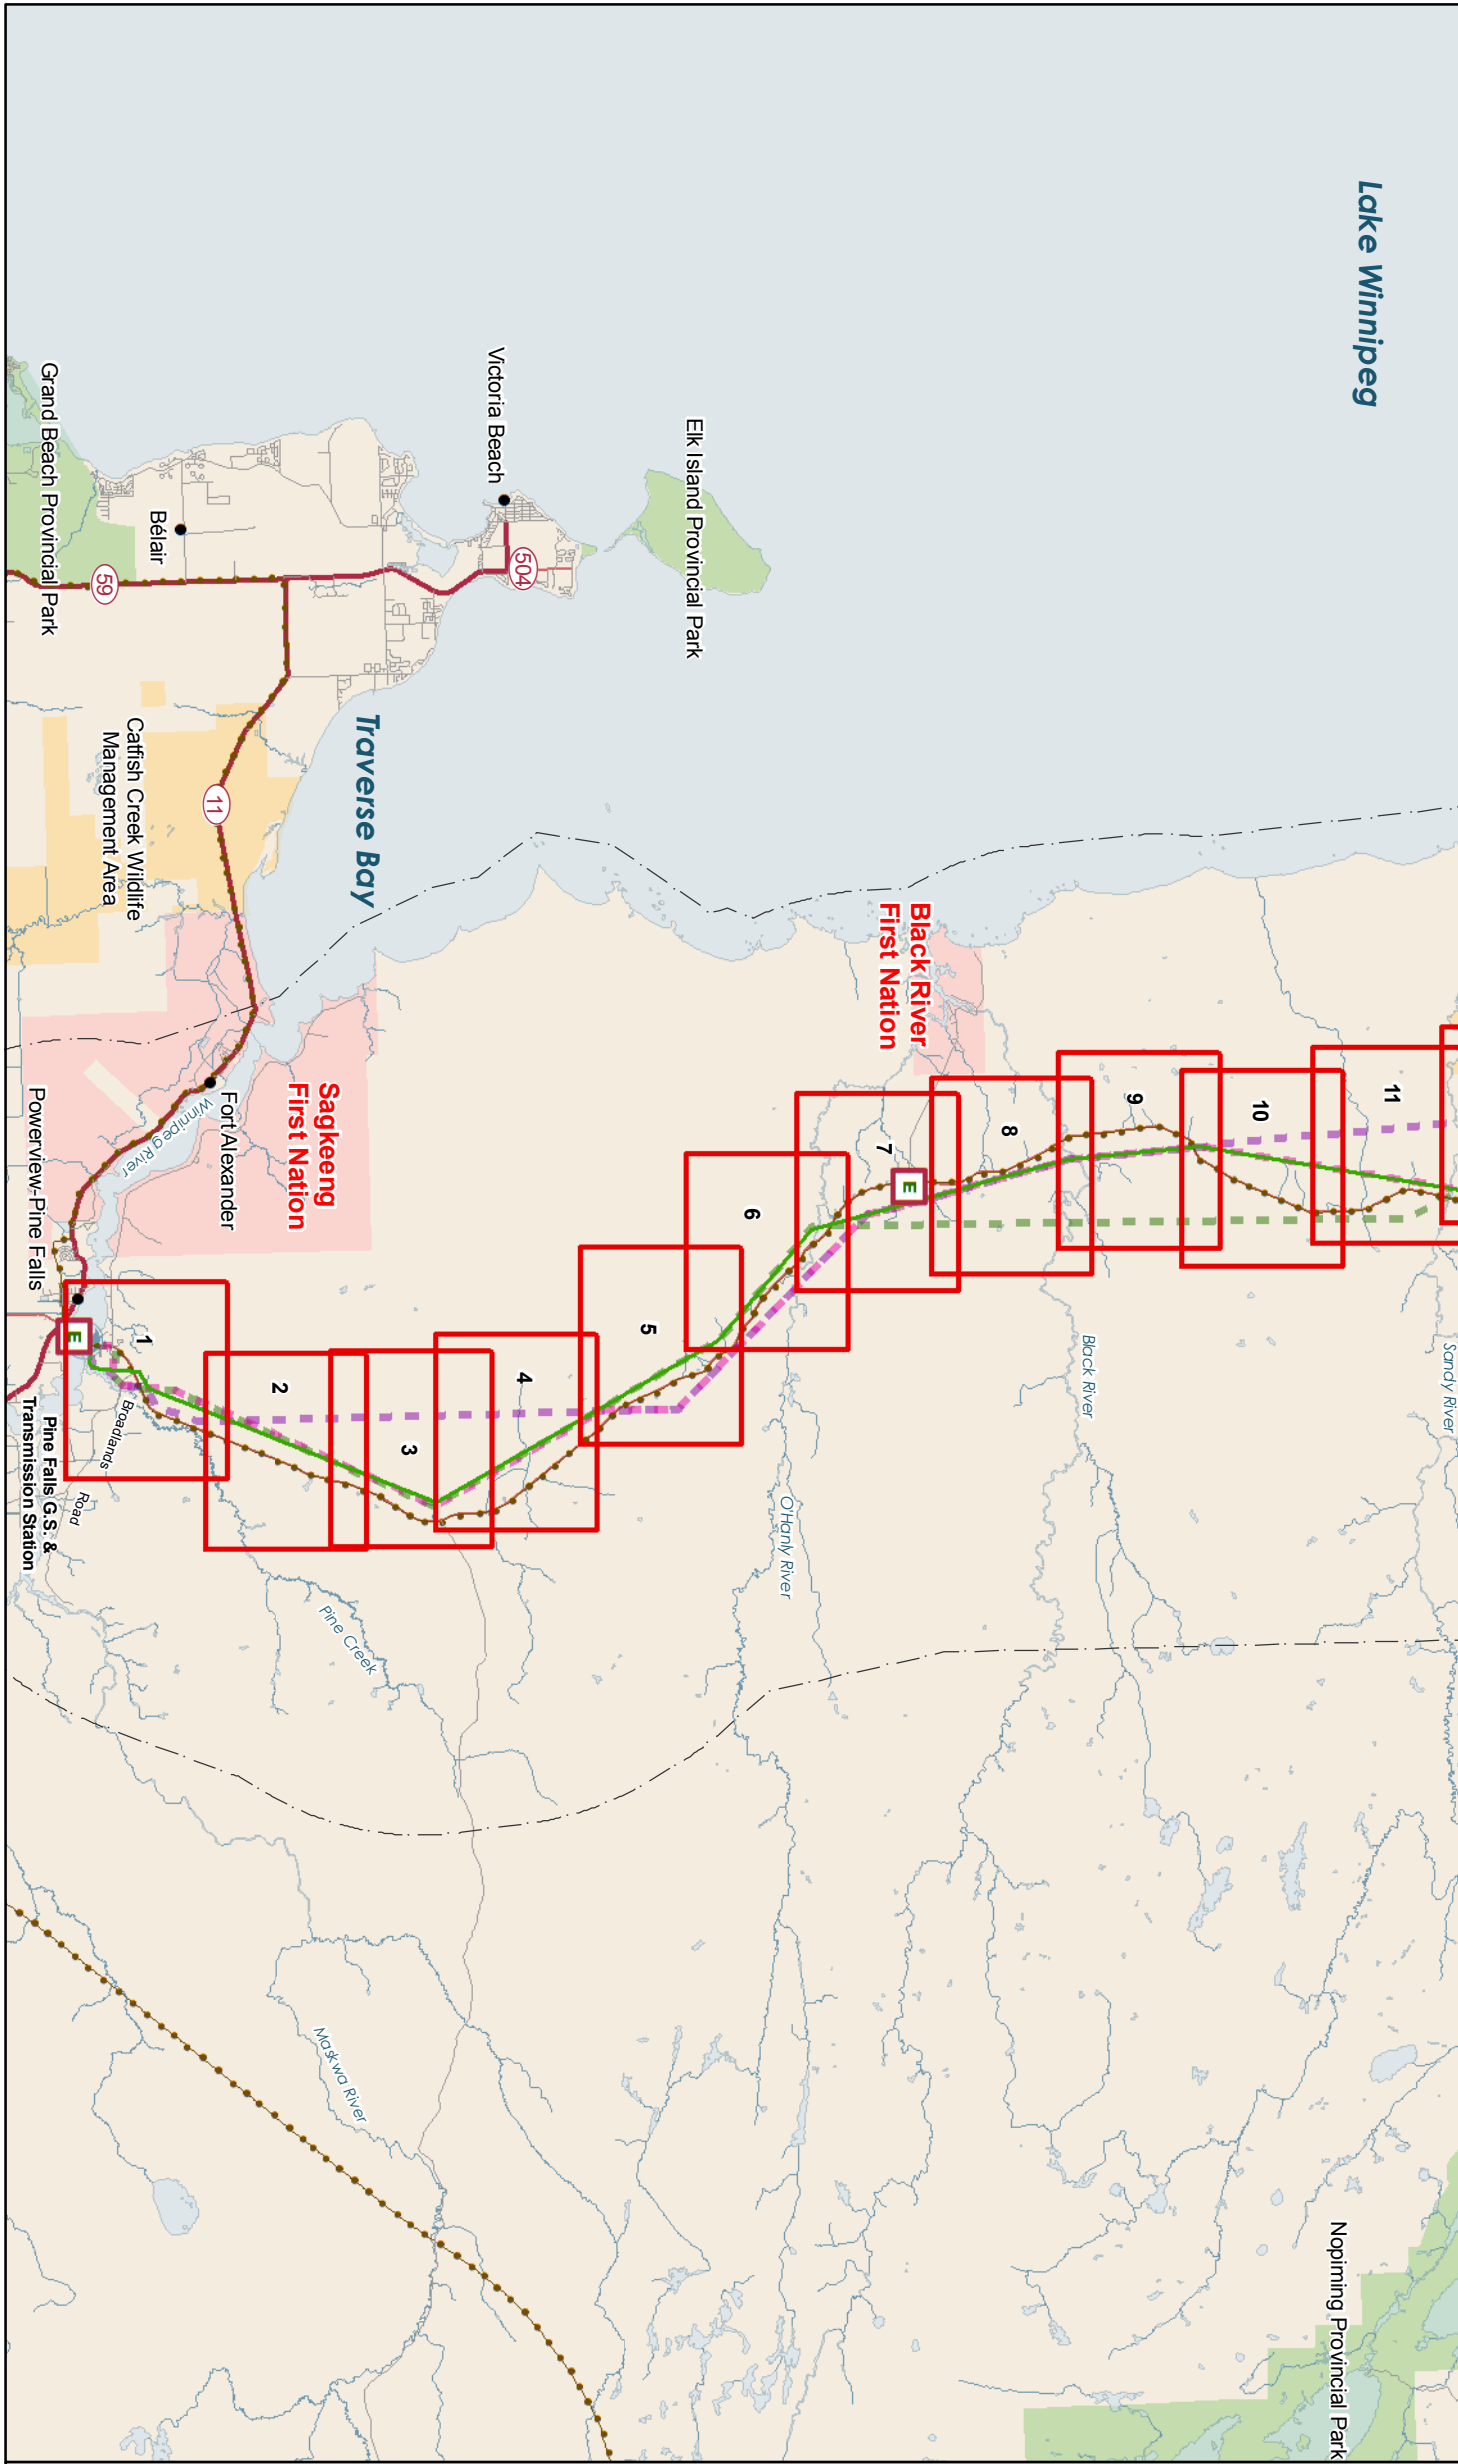 Lake Winnipeg
Nopiming Provincial Park
Sandy River
11
10
9
Black River
8
Black River
First Nation
7
E
O'Hanly River
6
Elk Island Provincial Park
5
Victoria Beach
504
4
3
Traverse Bay
Pine Creek
Maskwa River
Sagkeeng
First Nation
2
Fort Alexander
11
Winnipeg River
Bélair
1
Catfish Creek Wildlife
Management Area
Broadlands
Road
59
E
Grand Beach Provincial Park
Powerview-Pine Falls
Pine Falls G.S. &
Transmission Station